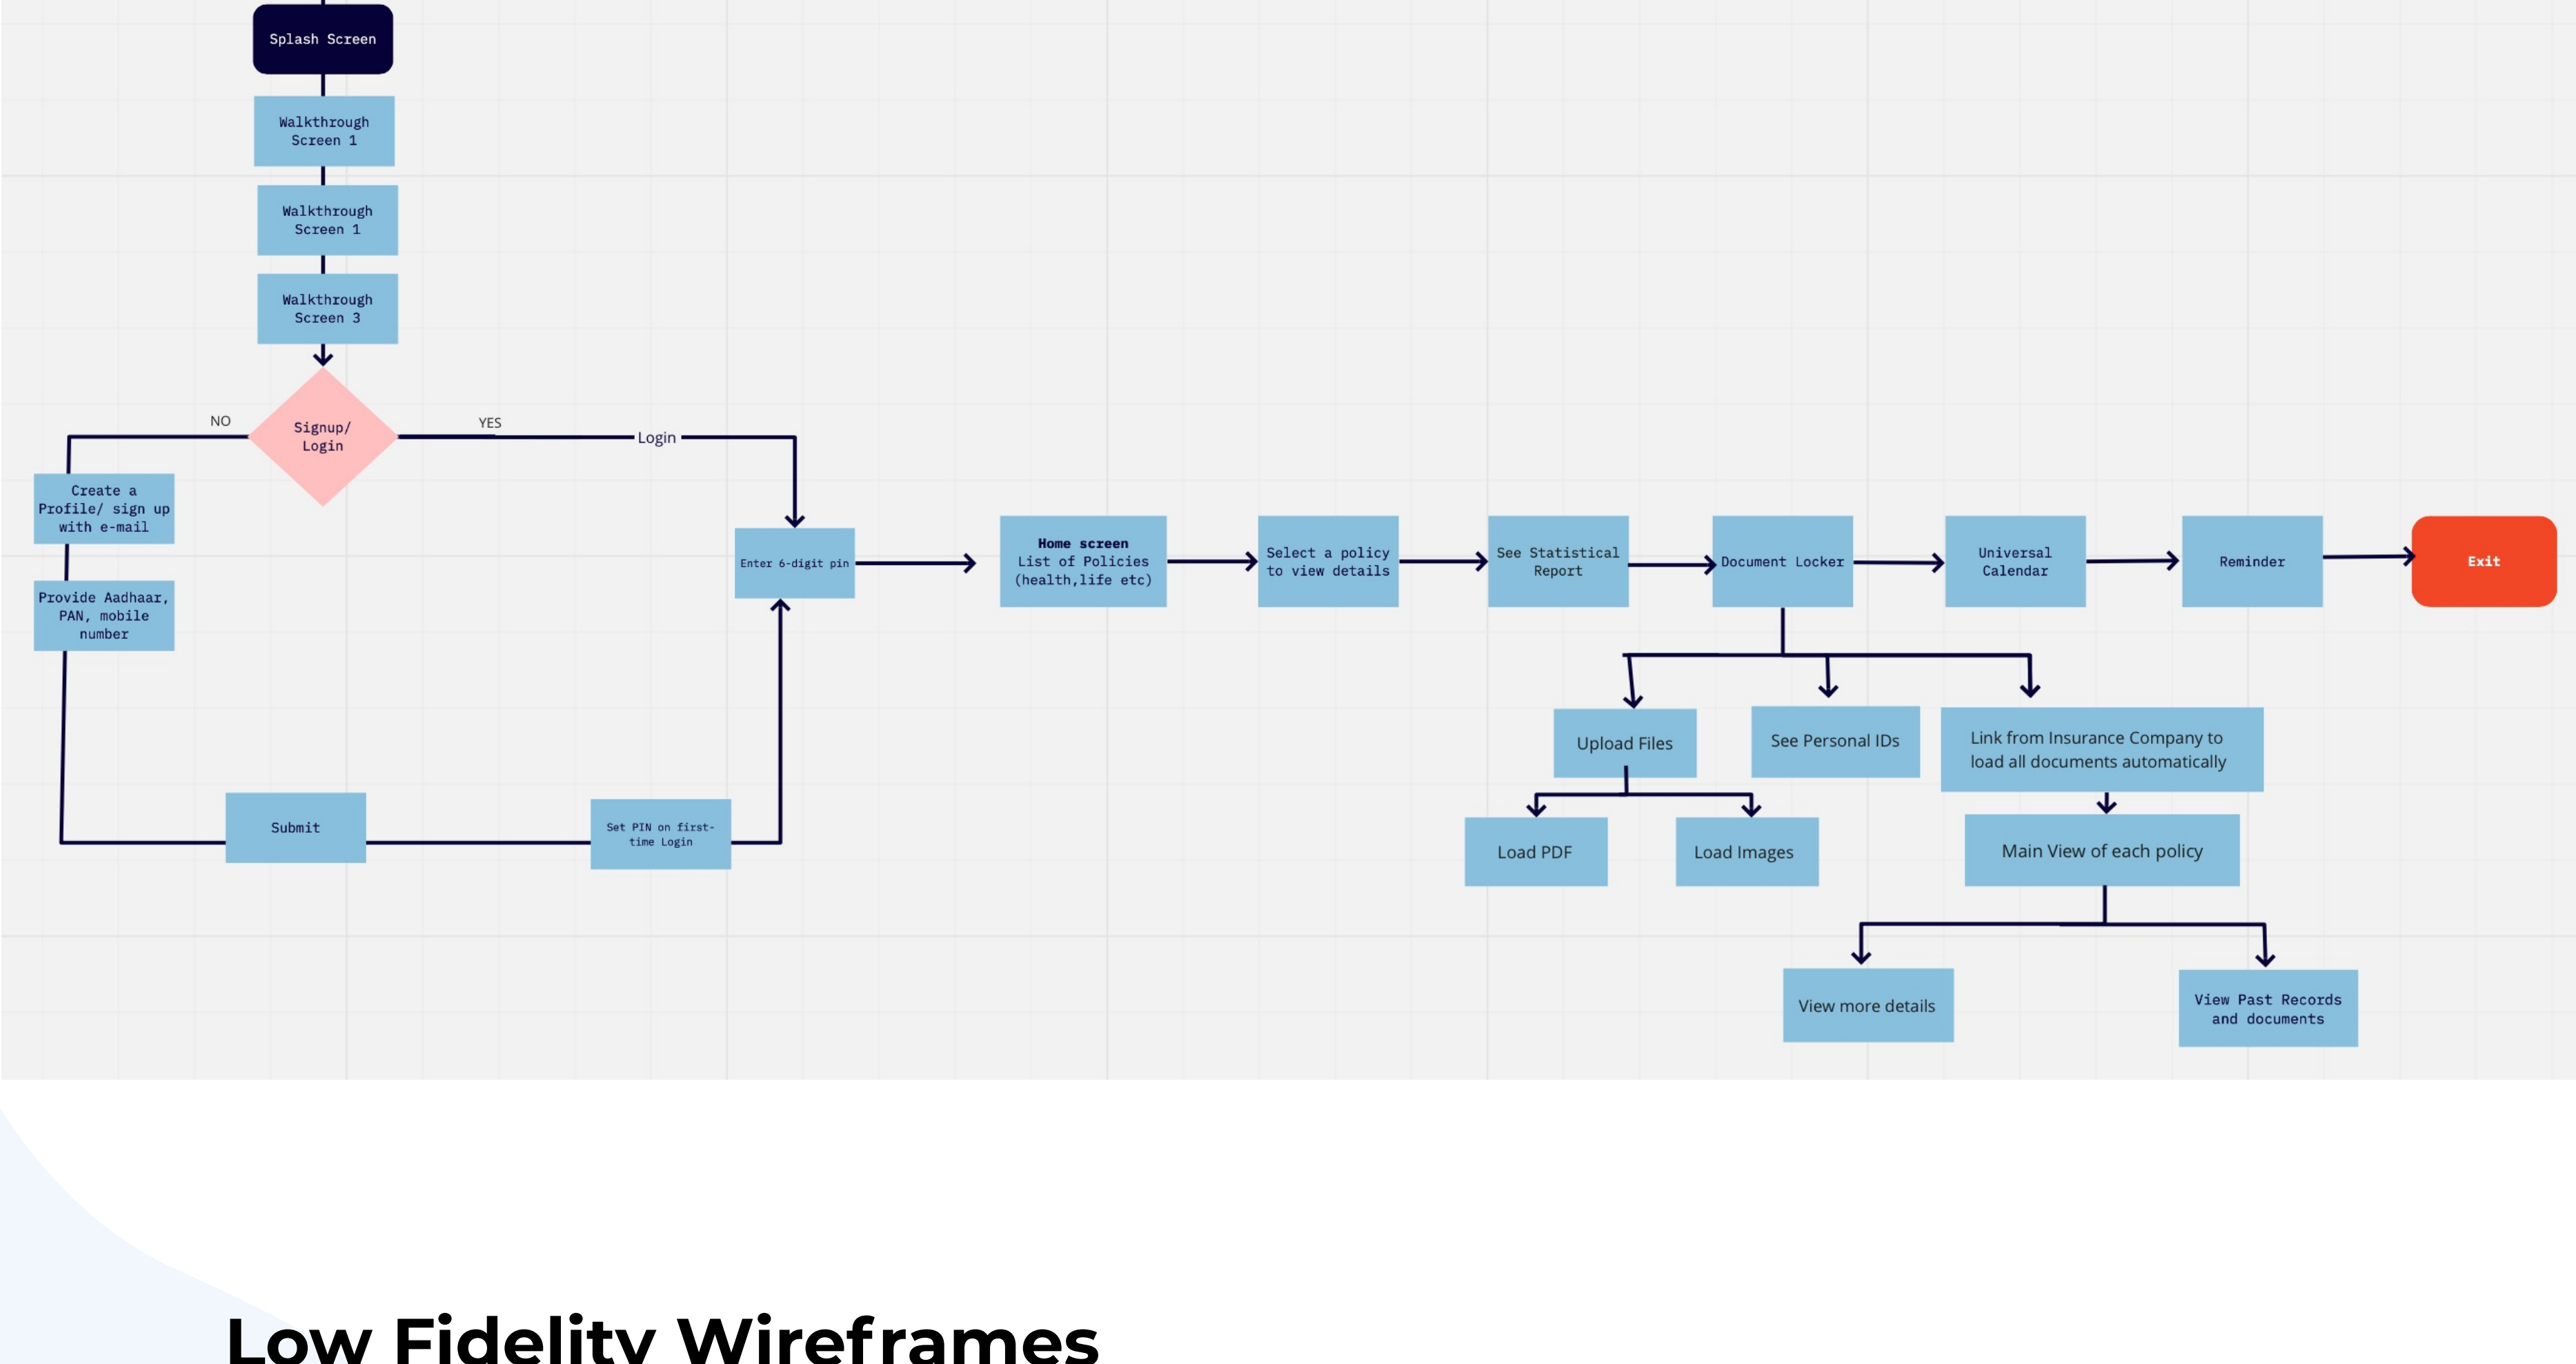 Splash Screen
Walkthrough
Screen 1
Walkthrough
Screen 1
Walkthrough
Screen 3
Signup/
Login
NO
YES
Login
Create a
Profile/ sign up
with e-mail
Provide Aadhaar,
PAN, mobile
number
Submit
Set PIN on first-
time Login
Enter 6-digit pin
Home screen
List of Policies
(health,life etc)
Select a policy
to view details
See Statistical
Report
Document Locker
Universal
Calendar
Reminder
Exit
Upload Files
See Personal IDs
Link from Insurance Company to
load all documents automatically
Load PDF
Load Images
Main View of each policy
View more details
View Past Records
and documents
Low Fidelity Wireframes